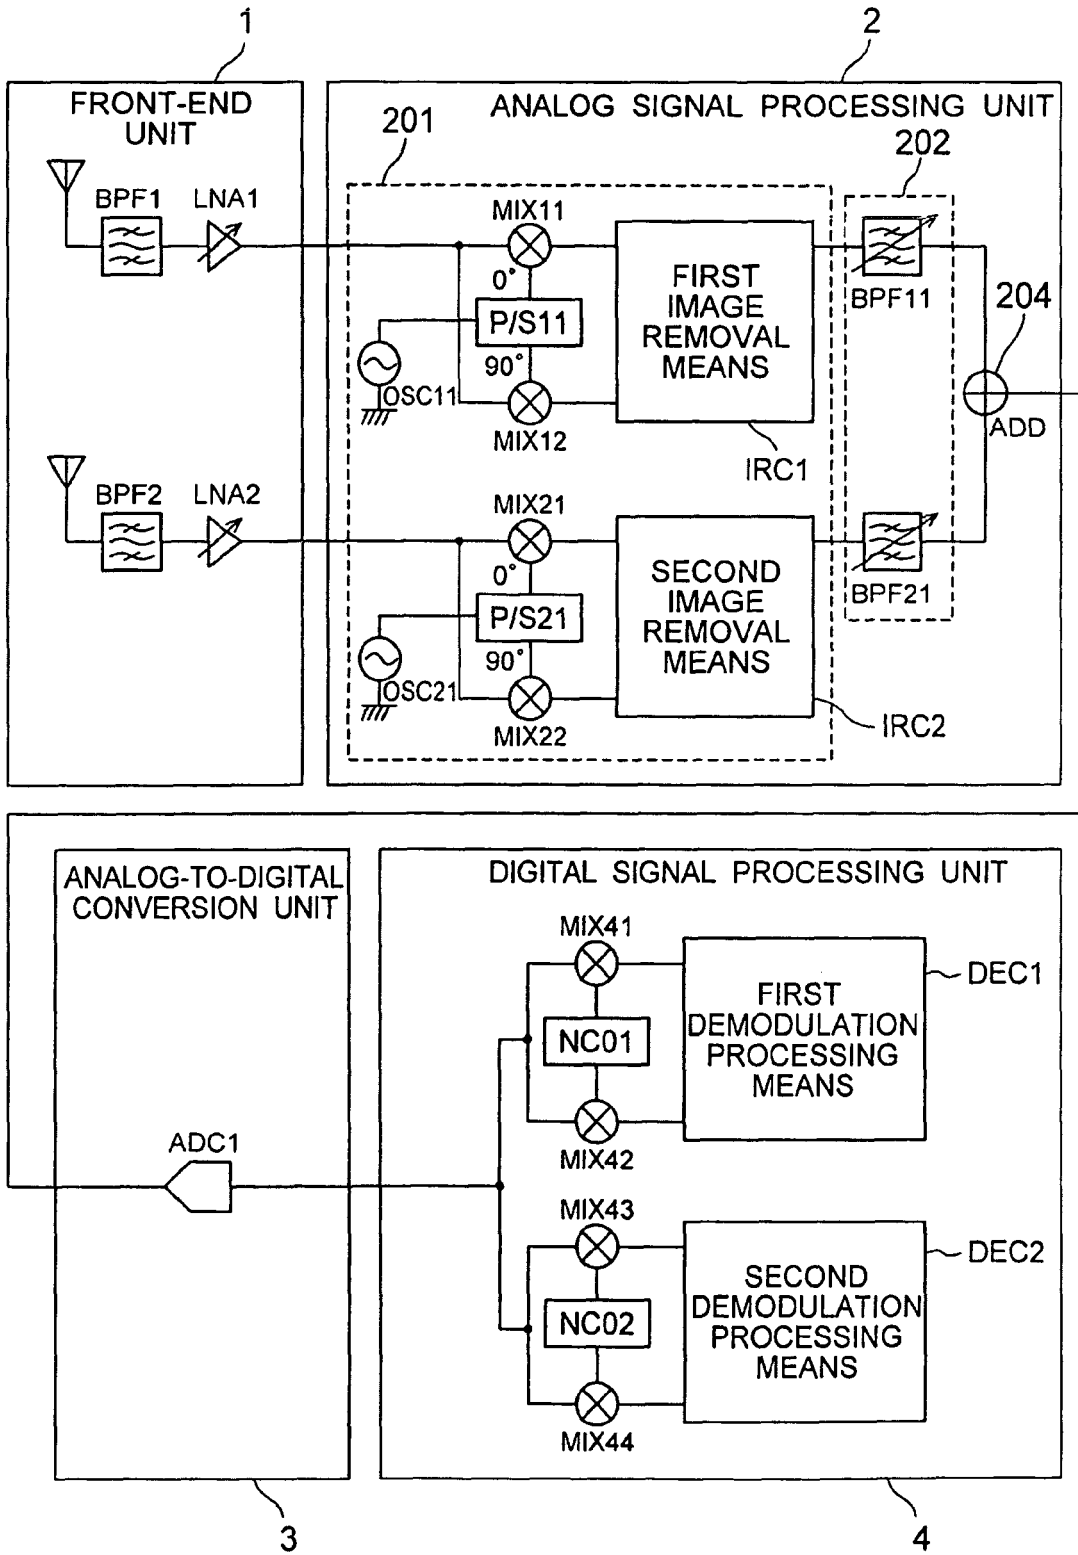 1
2
FRONT-END
UNIT
ANALOG SIGNAL PROCESSING UNIT
201
202
BPF1
LNA1
MIX11
0°
P/S11
90°
OSC11
MIX12
FIRST
IMAGE
REMOVAL
MEANS
IRC1
BPF11
204
ADD
BPF2
LNA2
MIX21
0°
P/S21
90°
OSC21
MIX22
SECOND
IMAGE
REMOVAL
MEANS
IRC2
BPF21
ANALOG-TO-DIGITAL
CONVERSION UNIT
DIGITAL SIGNAL PROCESSING UNIT
ADC1
MIX41
NC01
MIX42
FIRST
DEMODULATION
PROCESSING
MEANS
DEC1
MIX43
NC02
MIX44
SECOND
DEMODULATION
PROCESSING
MEANS
DEC2
3
4